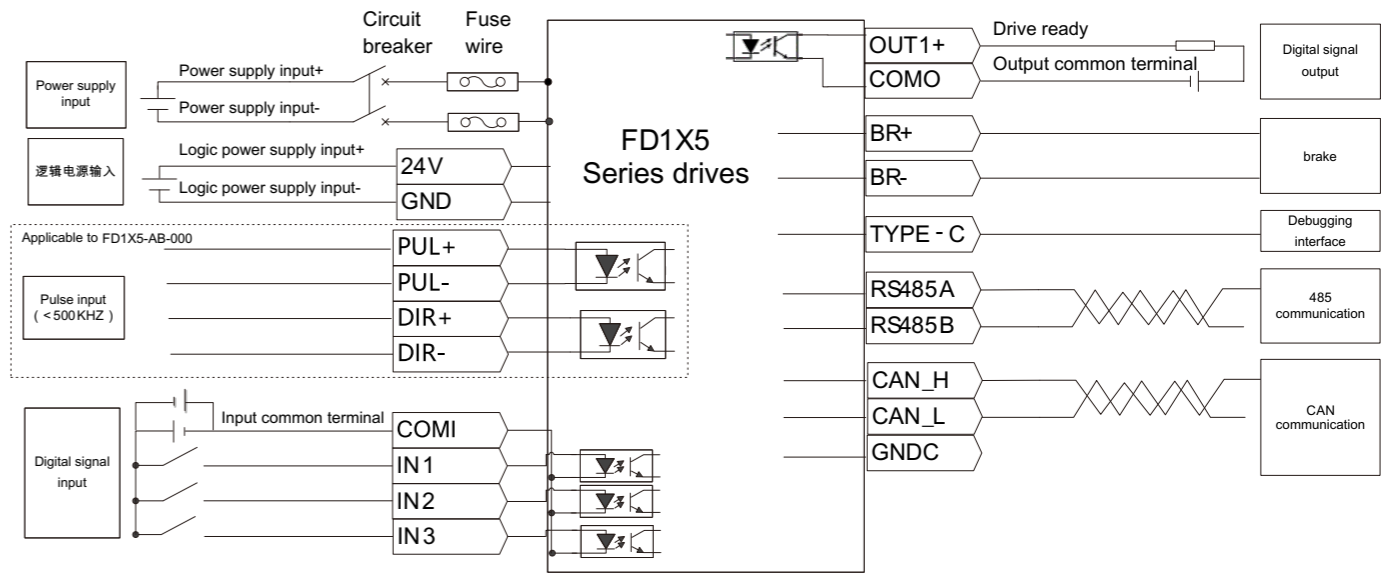 Circuit
breaker
Fuse
wire
Power supply
input
Power supply input+
Power supply input-
逻辑电源输入
Logic power supply input+
Logic power supply input-
24V
GND
Applicable to FD1X5-AB-000
Pulse input
( <500KHZ )
PUL+
PUL-
DIR+
DIR-
Digital signal
input
Input common terminal
COMI
IN1
IN2
IN3
FD1X5
Series drives
OUT1+
COMO
Drive ready
Output common terminal
Digital signal
output
BR+
BR-
brake
TYPE-C
Debugging
interface
RS485A
RS485B
485
communication
CAN_H
CAN_L
GNDC
CAN
communication